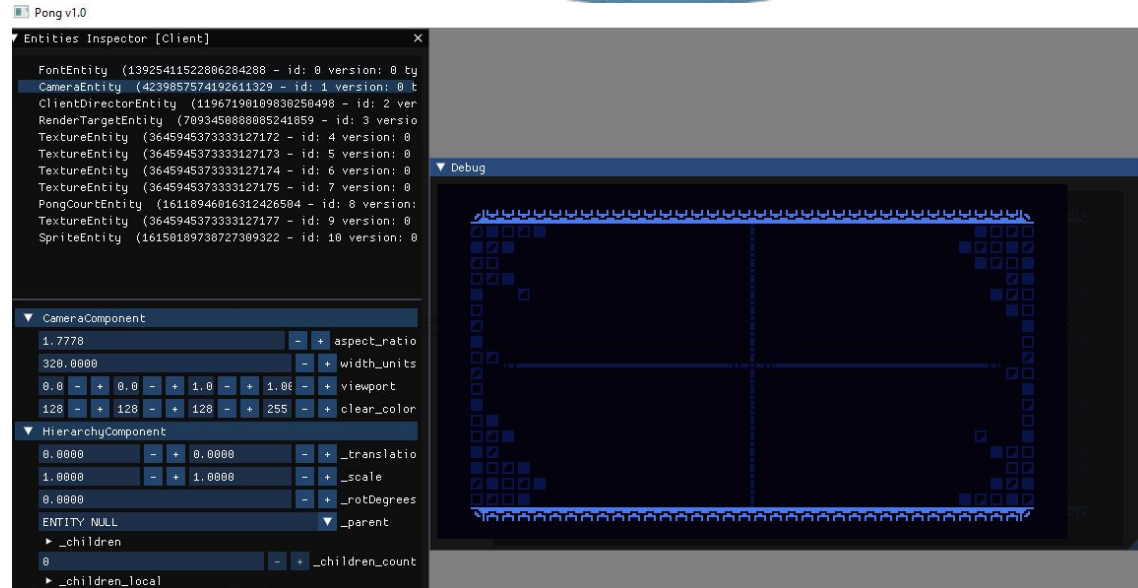 Pong v1.0
▼ Entities Inspector [Client] ×
FontEntity (13925411522806284288 – id: 0 version: 0 ty
CameraEntity (4239857574192611329 – id: 1 version: 0 t
ClientDirectorEntity (11967190109830250498 – id: 2 ver
RenderTargetEntity (7093450888085241859 – id: 3 versio
TextureEntity (3645945373333127172 – id: 4 version: 0
TextureEntity (3645945373333127173 – id: 5 version: 0
TextureEntity (3645945373333127174 – id: 6 version: 0
TextureEntity (3645945373333127175 – id: 7 version: 0
PongCourtEntity (16118946016312426504 – id: 8 version:
TextureEntity (3645945373333127177 – id: 9 version: 0
SpriteEntity (16150189738727309322 – id: 10 version: 0
▼ CameraComponent
1.7778 – + aspect_ratio
320.0000 – + width_units
0.0 – + 0.0 – + 1.0 – + 1.00 – + viewport
128 – + 128 – + 128 – + 255 – + clear_color
▼ HierarchyComponent
0.0000 – + 0.0000 – + _translatio
1.0000 – + 1.0000 – + _scale
0.0000 – + _rotDegrees
ENTITY NULL ▼ _parent
► _children
0 – + _children_count
► _children_local
▼ Debug